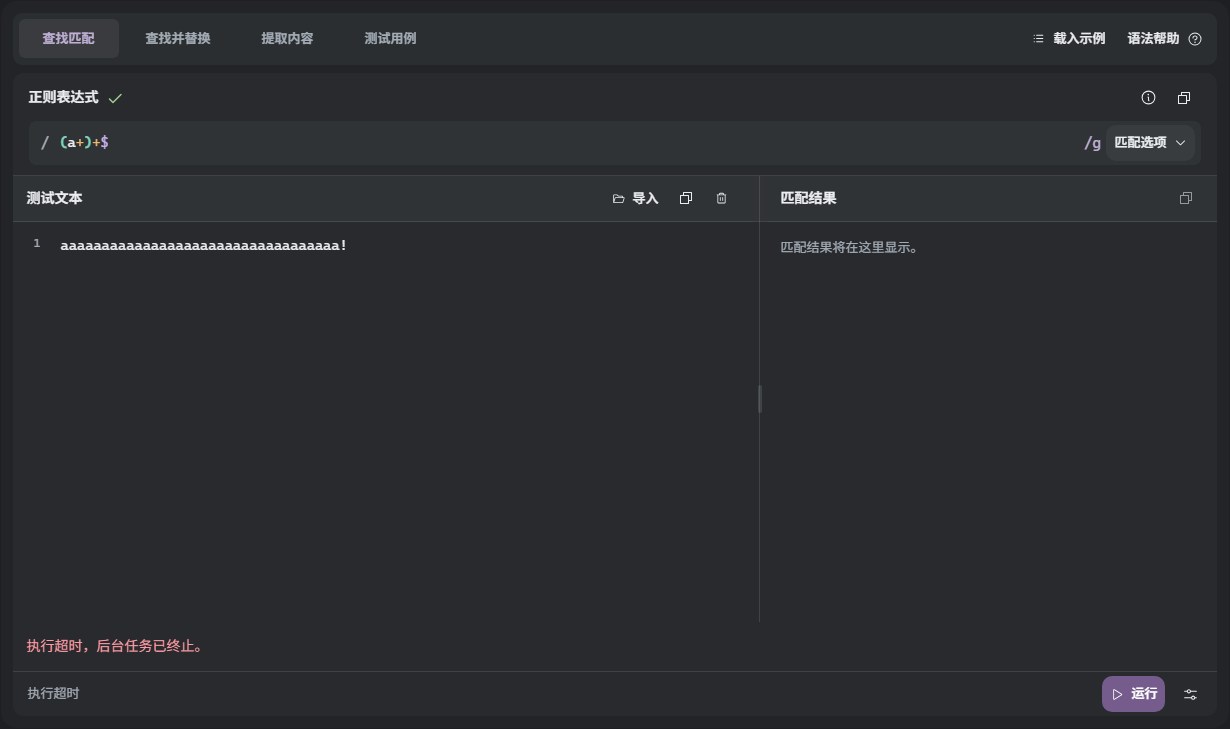 查找匹配 查找并替换 提取内容 测试用例 载入示例 语法帮助
正则表达式
/ (a+)+$ /g 匹配选项
测试文本 导入 匹配结果
1 aaaaaaaaaaaaaaaaaaaaaaaaaaaaaaaaaa! 匹配结果将在这里显示。
执行超时，后台任务已终止。
执行超时 运行